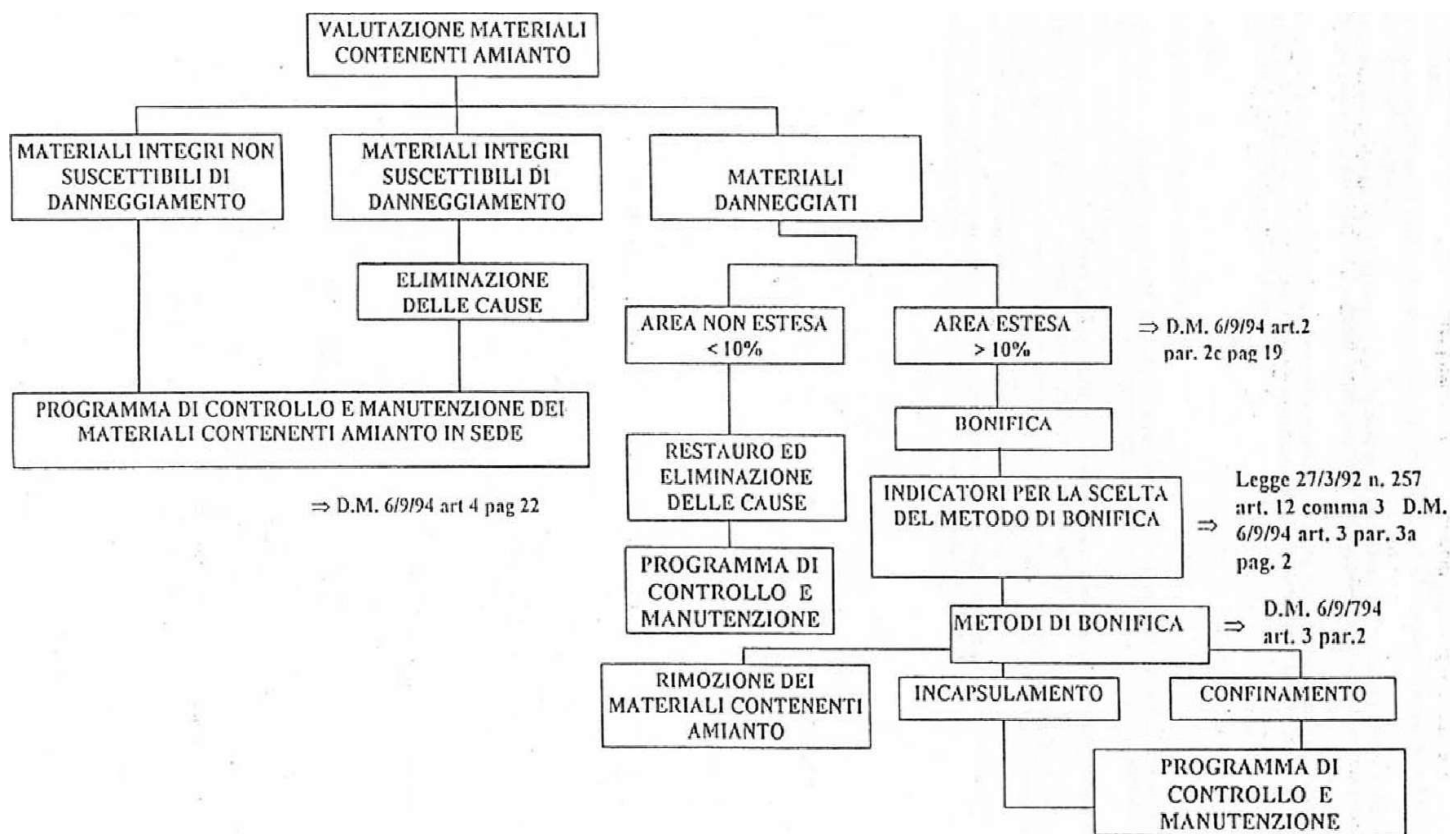 VALUTAZIONE MATERIALI
CONTENENTI AMIANTO
MATERIALI INTEGRI NON
SUSCETTIBILI DI
DANNEGGIAMENTO
MATERIALI INTEGRI
SUSCETTIBILI DI
DANNEGGIAMENTO
MATERIALI
DANNEGGIATI
ELIMINAZIONE
DELLE CAUSE
AREA NON ESTESA
< 10%
AREA ESTESA
> 10%
⇒ D.M. 6/9/94 art.2
par. 2c pag 19
PROGRAMMA DI CONTROLLO E MANUTENZIONE DEI
MATERIALI CONTENENTI AMIANTO IN SEDE
⇒ D.M. 6/9/94 art 4 pag 22
RESTAURO ED
ELIMINAZIONE
DELLE CAUSE
BONIFICA
INDICATORI PER LA SCELTA
DEL METODO DI BONIFICA
⇒
Legge 27/3/92 n. 257
art. 12 comma 3 D.M.
6/9/94 art. 3 par. 3a
pag. 2
PROGRAMMA DI
CONTROLLO E
MANUTENZIONE
METODI DI BONIFICA
⇒ D.M. 6/9/794
art. 3 par.2
RIMOZIONE DEI
MATERIALI CONTENENTI
AMIANTO
INCAPSULAMENTO
CONFINAMENTO
PROGRAMMA DI
CONTROLLO E
MANUTENZIONE